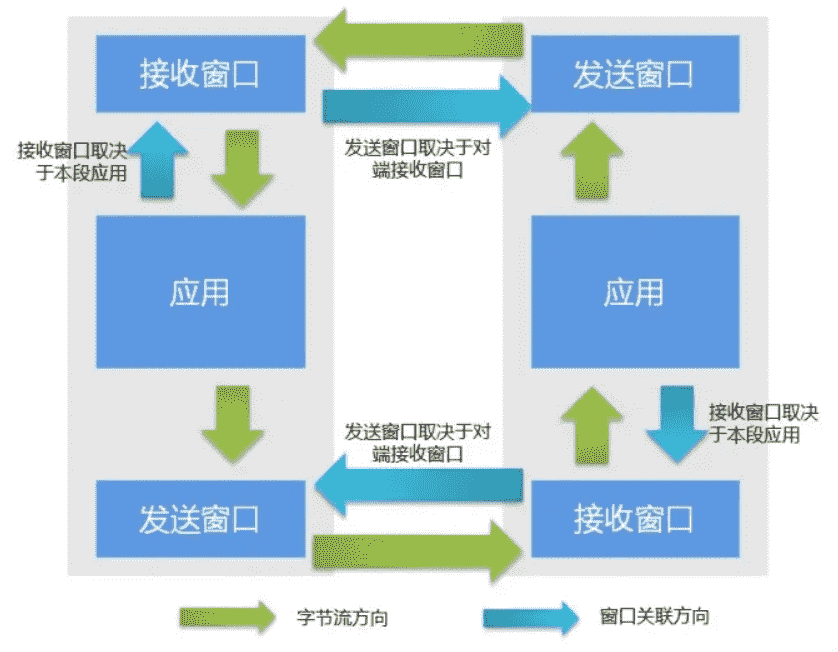 接收窗口
发送窗口
接收窗口取决
于本段应用
发送窗口取决于对
端接收窗口
应用
应用
发送窗口取决于对
端接收窗口
接收窗口取决
于本段应用
发送窗口
接收窗口
字节流方向
窗口关联方向